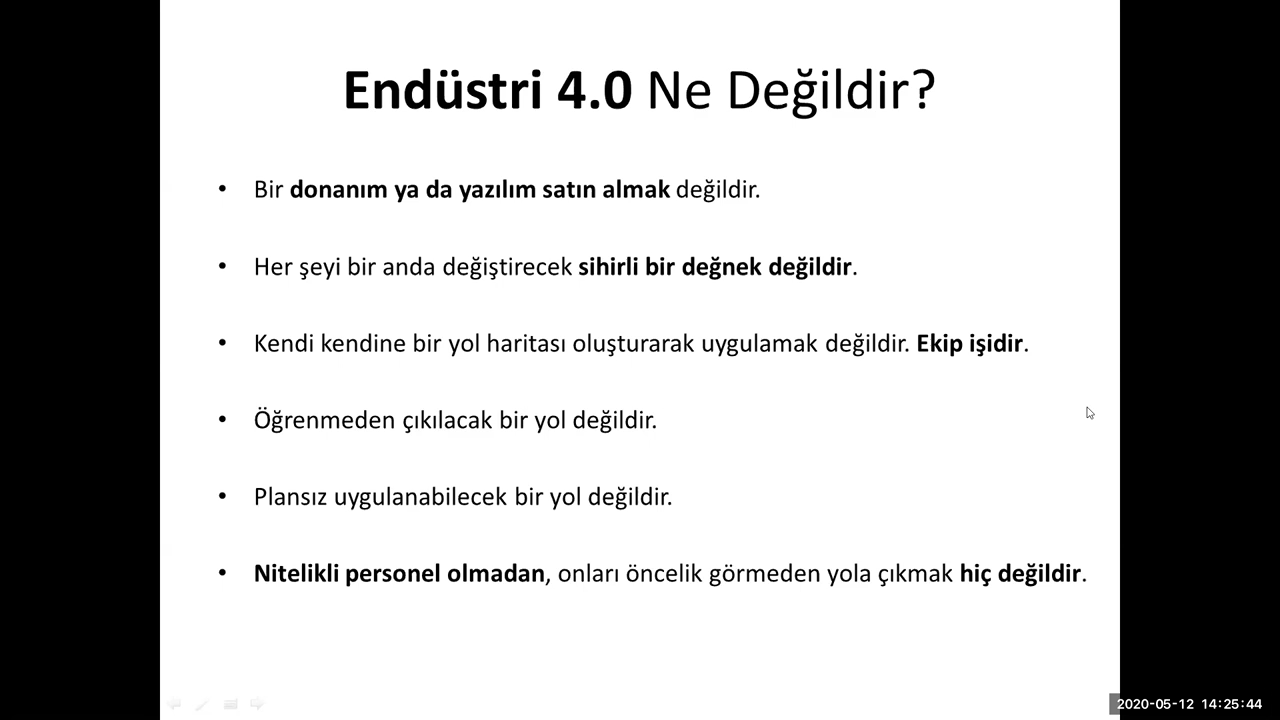 Endüstri 4.0 Ne Değildir?
• Bir donanım ya da yazılım satın almak değildir.
• Her şeyi bir anda değiştirecek sihirli bir değnek değildir.
• Kendi kendine bir yol haritası oluşturarak uygulamak değildir. Ekip işidir.
• Öğrenmeden çıkılacak bir yol değildir.
• Plansız uygulanabilecek bir yol değildir.
• Nitelikli personel olmadan, onları öncelik görmeden yola çıkmak hiç değildir.
2020-05-12 14:25:44